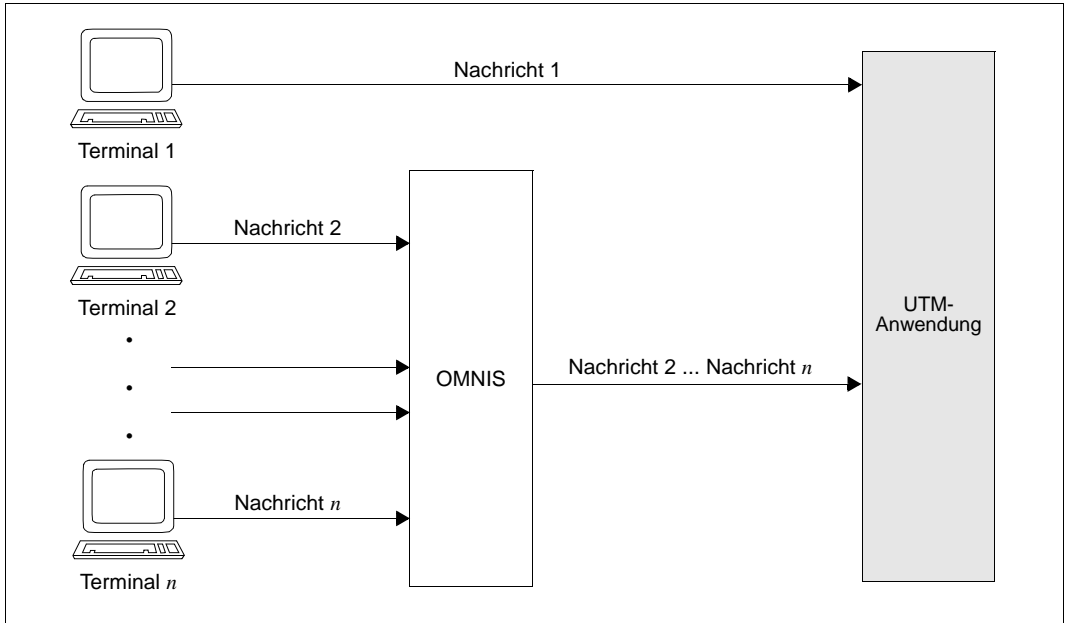 Nachricht 1
Terminal 1
Nachricht 2
Terminal 2
OMNIS
Nachricht 2 ... Nachricht n
UTM-
Anwendung
Nachricht n
Terminal n